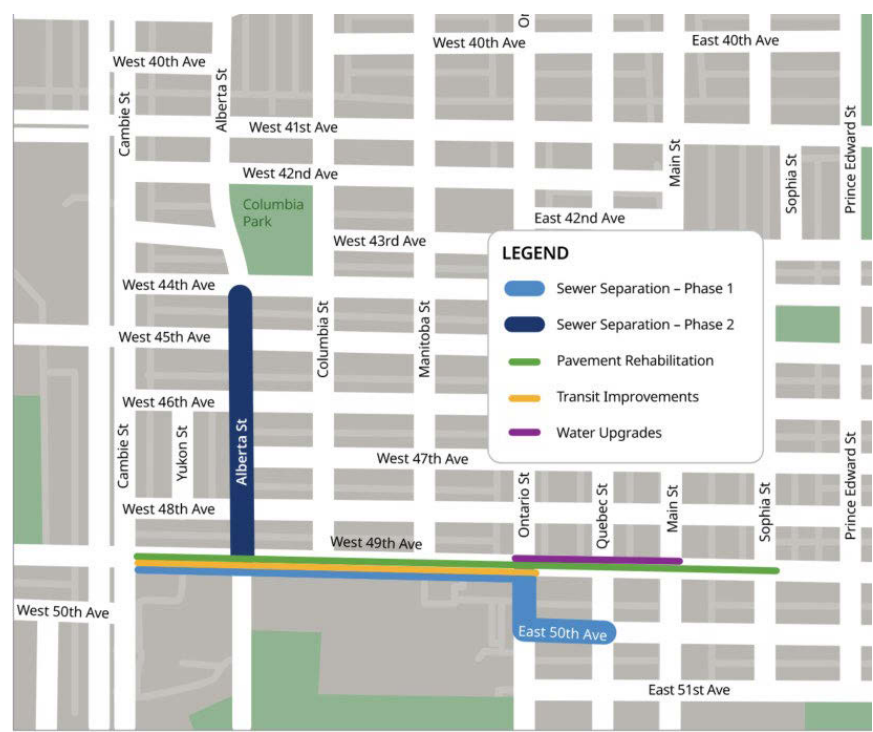 On
West 40th Ave
East 40th Ave
West 40th Ave
Cambie St
Alberta St
West 41st Ave
Main St
Sophia St
Prince Edward St
West 42nd Ave
Columbia
Park
East 42nd Ave
West 43rd Ave
LEGEND
Sewer Separation – Phase 1
Sewer Separation – Phase 2
Pavement Rehabilitation
Transit Improvements
Water Upgrades
West 44th Ave
Columbia St
Manitoba St
West 45th Ave
West 46th Ave
Cambie St
Yukon St
Alberta St
West 47th Ave
Ontario St
Quebec St
Main St
Sophia St
Prince Edward St
West 48th Ave
West 49th Ave
West 50th Ave
East 50th Ave
East 51st Ave